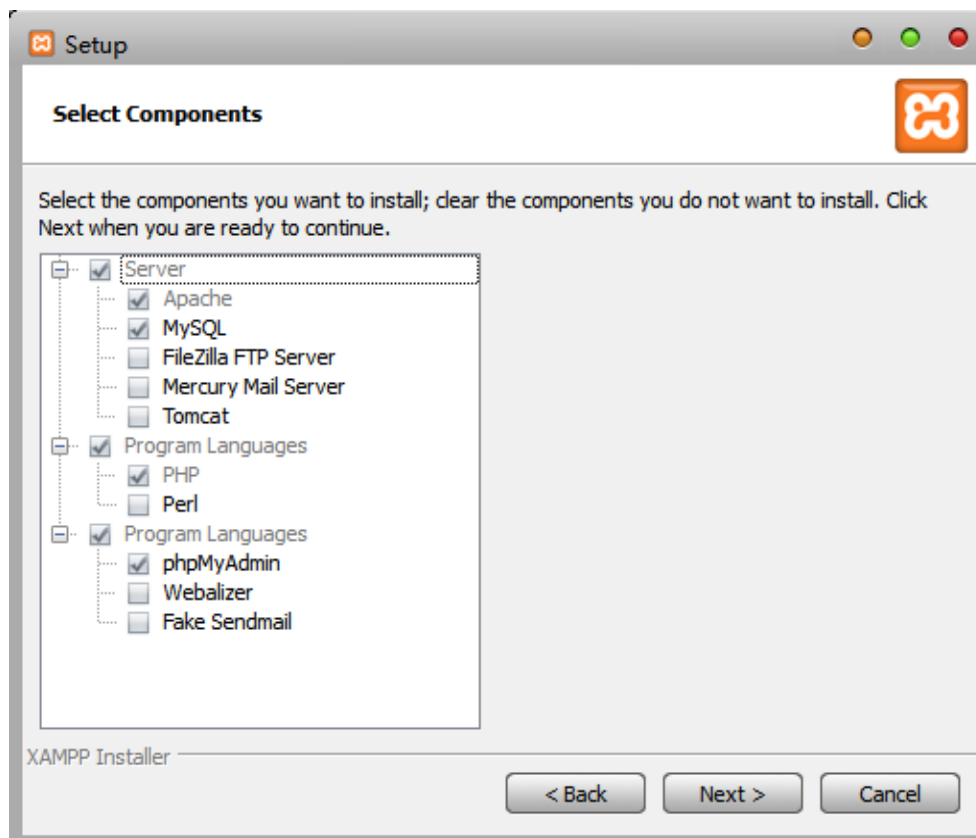 Setup
Select Components
Select the components you want to install; clear the components you do not want to install. Click
Next when you are ready to continue.
Server
Apache
MySQL
FileZilla FTP Server
Mercury Mail Server
Tomcat
Program Languages
PHP
Perl
Program Languages
phpMyAdmin
Webalizer
Fake Sendmail
XAMPP Installer
< Back
Next >
Cancel